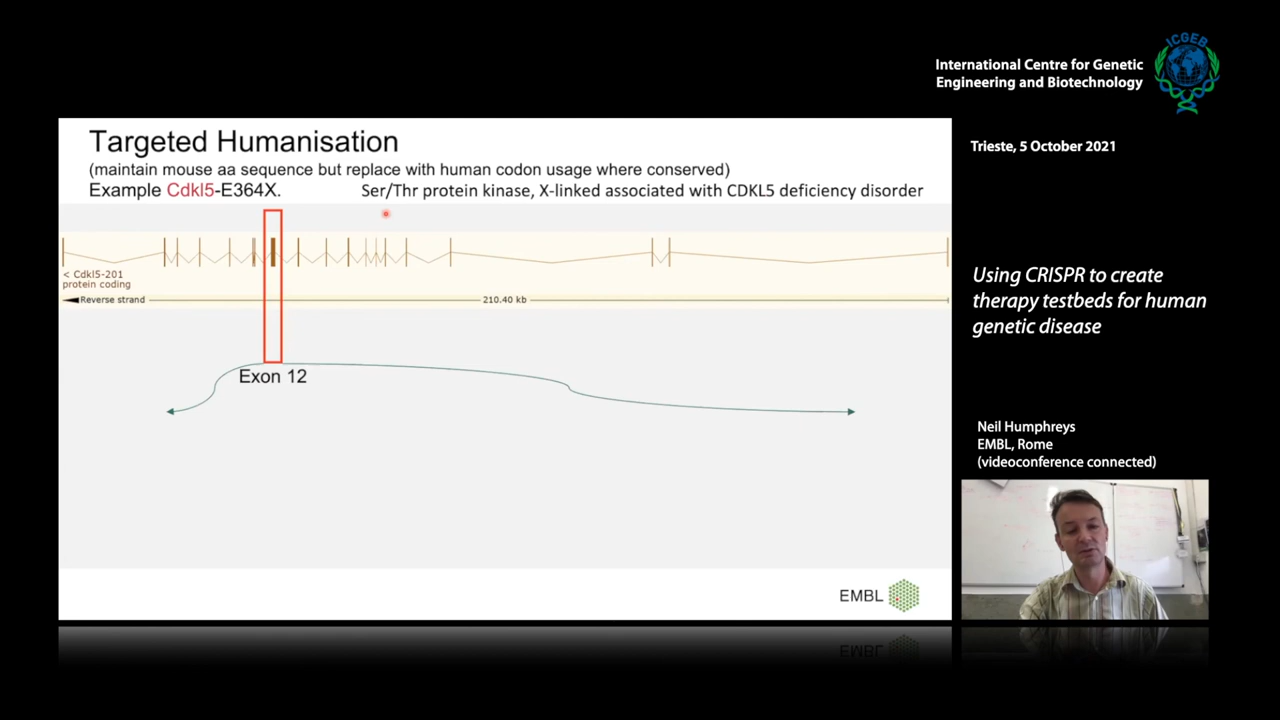 ICGEB
International Centre for Genetic
Engineering and Biotechnology
Trieste, 5 October 2021
Targeted Humanisation
(maintain mouse aa sequence but replace with human codon usage where conserved)
Example Cdkl5-E364X.
Ser/Thr protein kinase, X-linked associated with CDKL5 deficiency disorder
< Cdkl5-201
protein coding
Reverse strand
210.40 kb
Exon 12
EMBL
Using CRISPR to create
therapy testbeds for human
genetic disease
Neil Humphreys
EMBL, Rome
(videoconference connected)